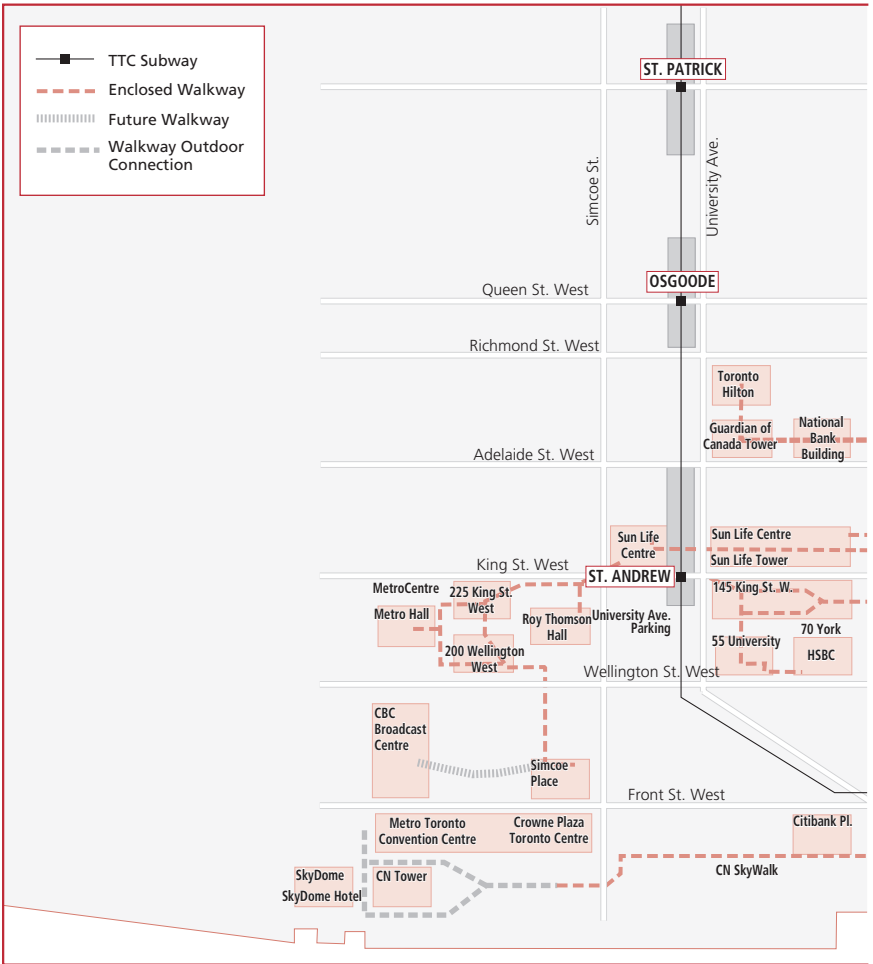 TTC Subway
Enclosed Walkway
Future Walkway
Walkway Outdoor
Connection
ST. PATRICK
Simcoe St.
University Ave.
OSGOODE
Queen St. West
Richmond St. West
Toronto
Hilton
Guardian of
Canada Tower
National
Bank
Building
Adelaide St. West
Sun Life
Centre
Sun Life Centre
Sun Life Tower
King St. West
ST. ANDREW
MetroCentre
225 King St.
West
145 King St. W.
Metro Hall
Roy Thomson
Hall
University Ave.
Parking
70 York
55 University
HSBC
200 Wellington
West
Wellington St. West
CBC
Broadcast
Centre
Simcoe
Place
Front St. West
Metro Toronto
Convention Centre
Crowne Plaza
Toronto Centre
Citibank Pl.
CN SkyWalk
SkyDome
SkyDome Hotel
CN Tower